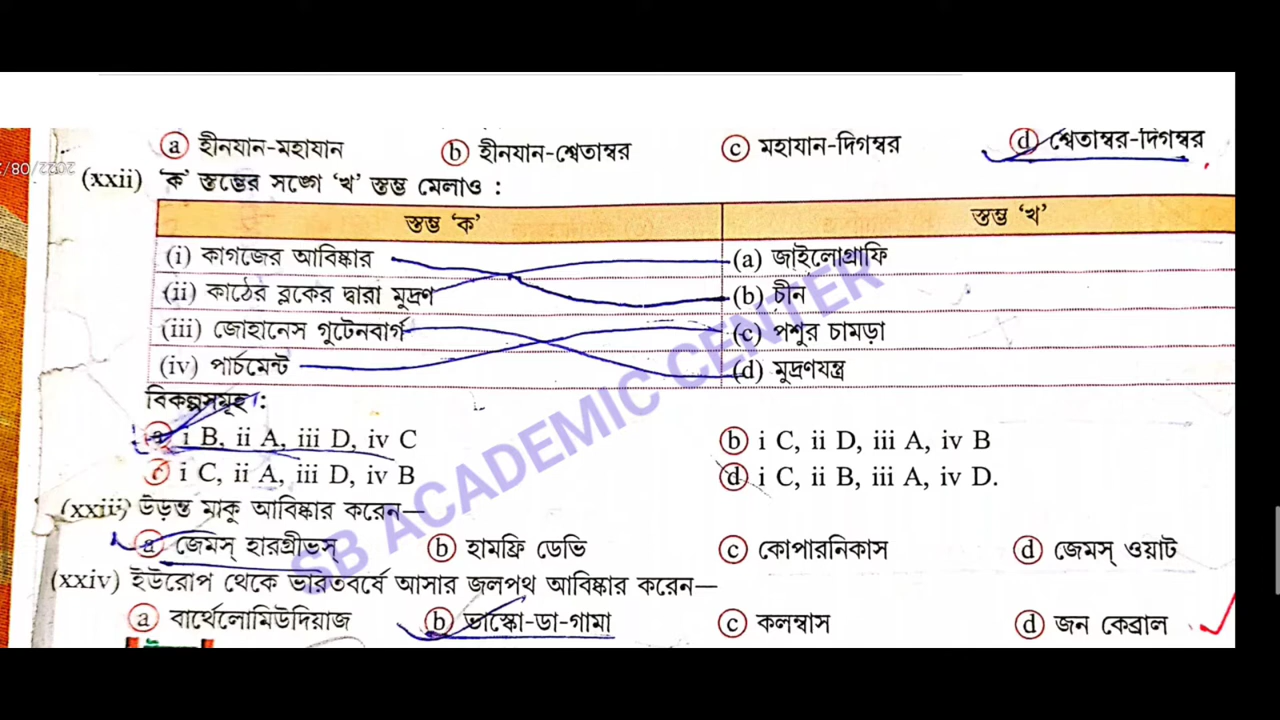 ⓐ হীনযান-মহাযান ⓑ হীনযান-শ্বেতাম্বর ⓒ মহাযান-দিগম্বর ⓓ শ্বেতাম্বর-দিগম্বর
2022/08/
(xxii) ‘ক’ স্তম্ভের সঙ্গে ‘খ’ স্তম্ভ মেলাও :
স্তম্ভ ‘ক’ স্তম্ভ ‘খ’
(i) কাগজের আবিষ্কার (a) জাইলোগ্রাফি
(ii) কাঠের ব্লকের দ্বারা মুদ্রণ (b) চীন
(iii) জোহানেস গুটেনবার্গ (c) পশুর চামড়া
(iv) পার্চমেন্ট (d) মুদ্রণযন্ত্র
বিকল্পসমূহ :
ⓐ i B, ii A, iii D, iv C ⓑ i C, ii D, iii A, iv B
ⓒ i C, ii A, iii D, iv B ⓓ i C, ii B, iii A, iv D.
(xxiii) উড়ন্ত মাকু আবিষ্কার করেন—
ⓐ জেমস্ হারগ্রীভস্ ⓑ হামফ্রি ডেভি ⓒ কোপারনিকাস ⓓ জেমস্ ওয়াট
(xxiv) ইউরোপ থেকে ভারতবর্ষে আসার জলপথ আবিষ্কার করেন—
ⓐ বার্থেলোমিউদিয়াজ ⓑ ভাস্কো-ডা-গামা ⓒ কলম্বাস ⓓ জন কেব্রাল
SB ACADEMIC CENTER